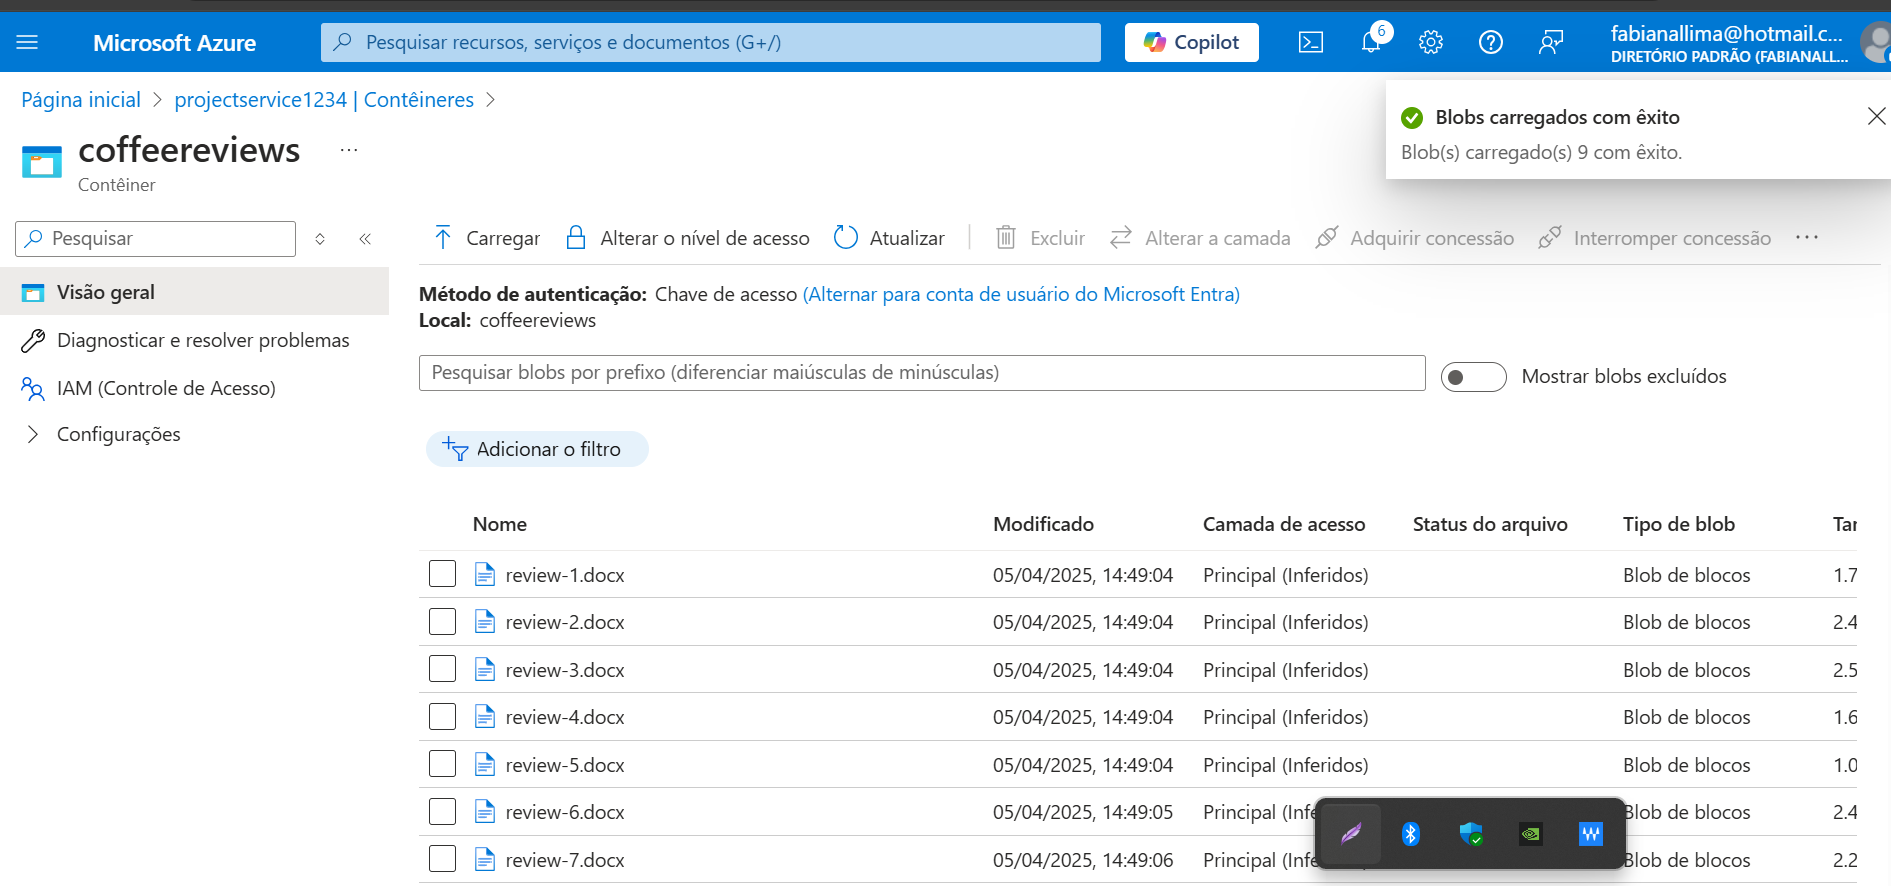 Microsoft Azure
Pesquisar recursos, serviços e documentos (G+/)
Copilot
6
fabianallima@hotmail.c...
DIRETÓRIO PADRÃO (FABIANALL...
Página inicial > projectservice1234 | Contêineres >
Blobs carregados com êxito
Blob(s) carregado(s) 9 com êxito.
coffeereviews ...
Contêiner
Pesquisar
Carregar Alterar o nível de acesso Atualizar Excluir Alterar a camada Adquirir concessão Interromper concessão ...
Visão geral
Diagnosticar e resolver problemas
IAM (Controle de Acesso)
Configurações
Método de autenticação: Chave de acesso (Alternar para conta de usuário do Microsoft Entra)
Local: coffeereviews
Pesquisar blobs por prefixo (diferenciar maiúsculas de minúsculas)
Mostrar blobs excluídos
Adicionar o filtro
Nome Modificado Camada de acesso Status do arquivo Tipo de blob Tar
review-1.docx 05/04/2025, 14:49:04 Principal (Inferidos) Blob de blocos 1.7
review-2.docx 05/04/2025, 14:49:04 Principal (Inferidos) Blob de blocos 2.4
review-3.docx 05/04/2025, 14:49:04 Principal (Inferidos) Blob de blocos 2.5
review-4.docx 05/04/2025, 14:49:04 Principal (Inferidos) Blob de blocos 1.6
review-5.docx 05/04/2025, 14:49:04 Principal (Inferidos) Blob de blocos 1.0
review-6.docx 05/04/2025, 14:49:05 Principal (Infe Blob de blocos 2.4
review-7.docx 05/04/2025, 14:49:06 Principal (Infe Blob de blocos 2.2